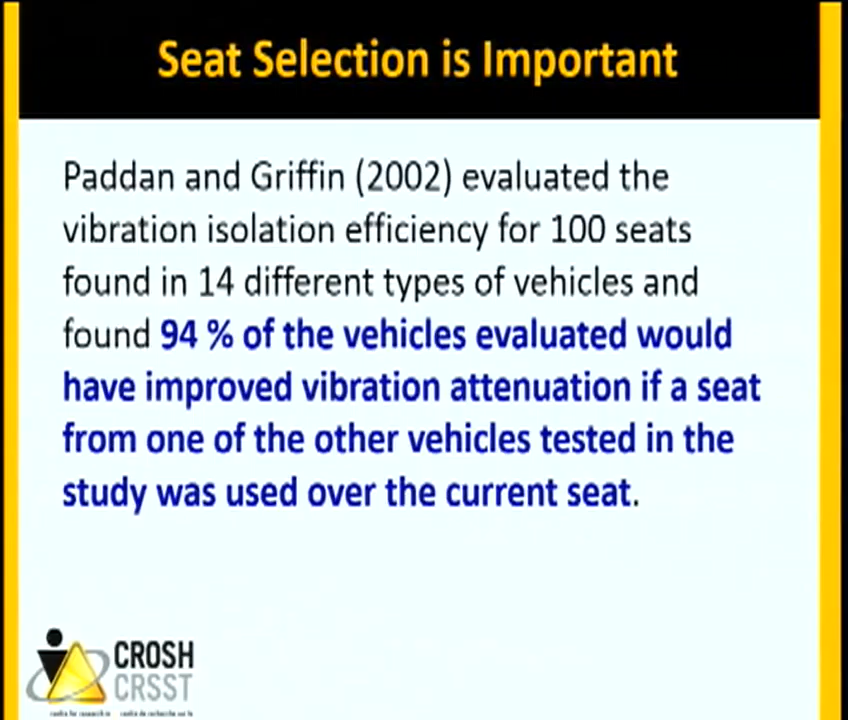 Seat Selection is Important
Paddan and Griffin (2002) evaluated the
vibration isolation efficiency for 100 seats
found in 14 different types of vehicles and
found 94 % of the vehicles evaluated would
have improved vibration attenuation if a seat
from one of the other vehicles tested in the
study was used over the current seat.
CROSH
CRSST